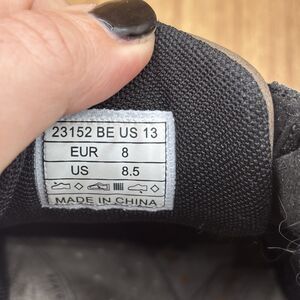 23152 BE US 13
EUR 8
US 8.5
MADE IN CHINA